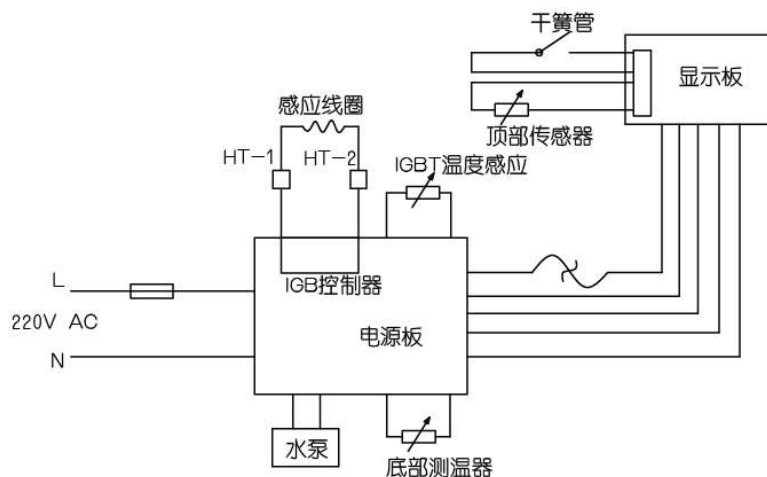 干簧管
显示板
感应线圈
顶部传感器
HT-1
HT-2
IGBT温度感应
L
IGB控制器
220V AC
电源板
N
水泵
底部测温器